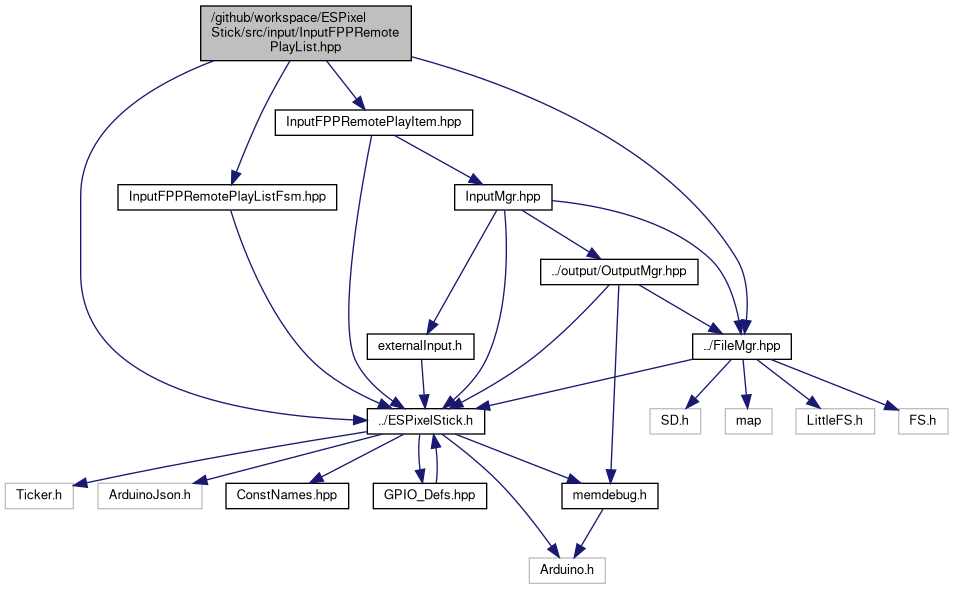 /github/workspace/ESPixel
Stick/src/input/InputFPPRemote
PlayList.hpp
InputFPPRemotePlayItem.hpp
InputFPPRemotePlayListFsm.hpp
InputMgr.hpp
../output/OutputMgr.hpp
externalInput.h
../FileMgr.hpp
../ESPixelStick.h
SD.h
map
LittleFS.h
FS.h
Ticker.h
ArduinoJson.h
ConstNames.hpp
GPIO_Defs.hpp
memdebug.h
Arduino.h